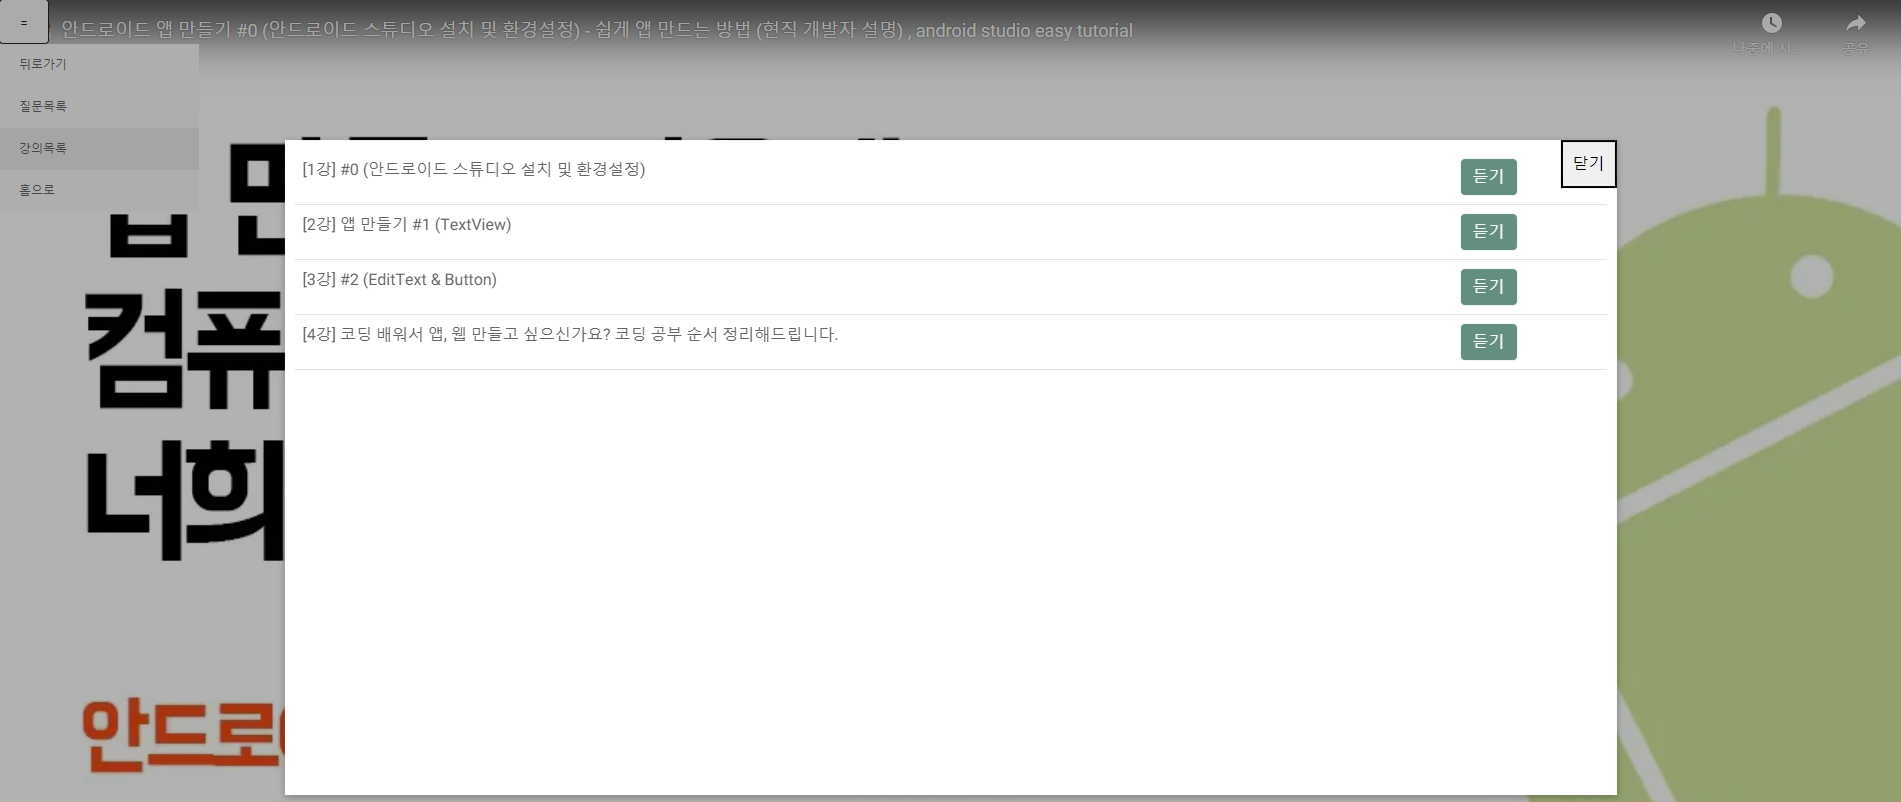 =
안드로이드 앱 만들기 #0 (안드로이드 스튜디오 설치 및 환경설정) - 쉽게 앱 만드는 방법 (현직 개발자 설명) , android studio easy tutorial
나중에 시...
공유
뒤로가기
질문목록
강의목록
홈으로
닫기
[1강] #0 (안드로이드 스튜디오 설치 및 환경설정)
듣기
[2강] 앱 만들기 #1 (TextView)
듣기
[3강] #2 (EditText & Button)
듣기
[4강] 코딩 배워서 앱, 웹 만들고 싶으신가요? 코딩 공부 순서 정리해드립니다.
듣기
컴퓨
너희
안드로이